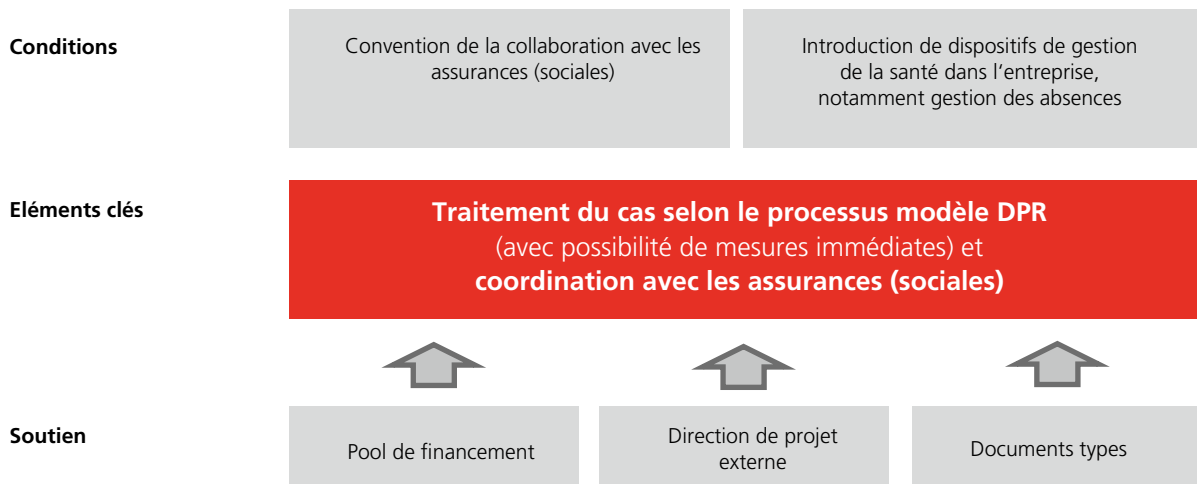 Conditions
Convention de la collaboration avec les
assurances (sociales)
Introduction de dispositifs de gestion
de la santé dans l‘entreprise,
notamment gestion des absences
Eléments clés
Traitement du cas selon le processus modèle DPR
(avec possibilité de mesures immédiates) et
coordination avec les assurances (sociales)
Soutien
Pool de financement
Direction de projet
externe
Documents types